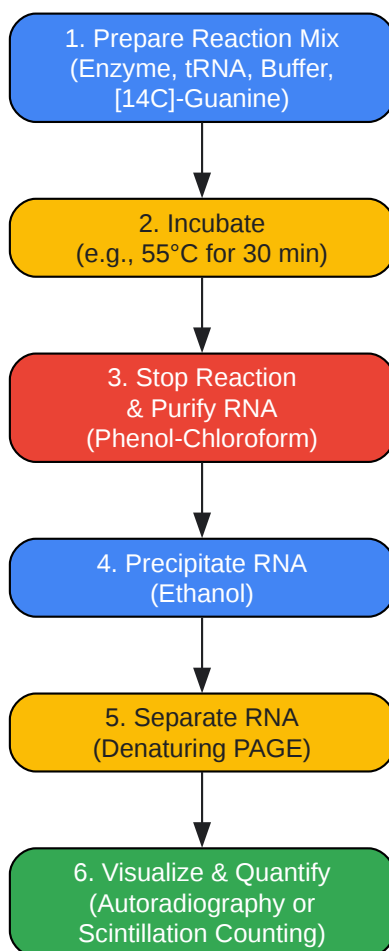 1. Prepare Reaction Mix
(Enzyme, tRNA, Buffer,
[14C]-Guanine)
2. Incubate
(e.g., 55°C for 30 min)
3. Stop Reaction
& Purify RNA
(Phenol-Chloroform)
4. Precipitate RNA
(Ethanol)
5. Separate RNA
(Denaturing PAGE)
6. Visualize & Quantify
(Autoradiography or
Scintillation Counting)